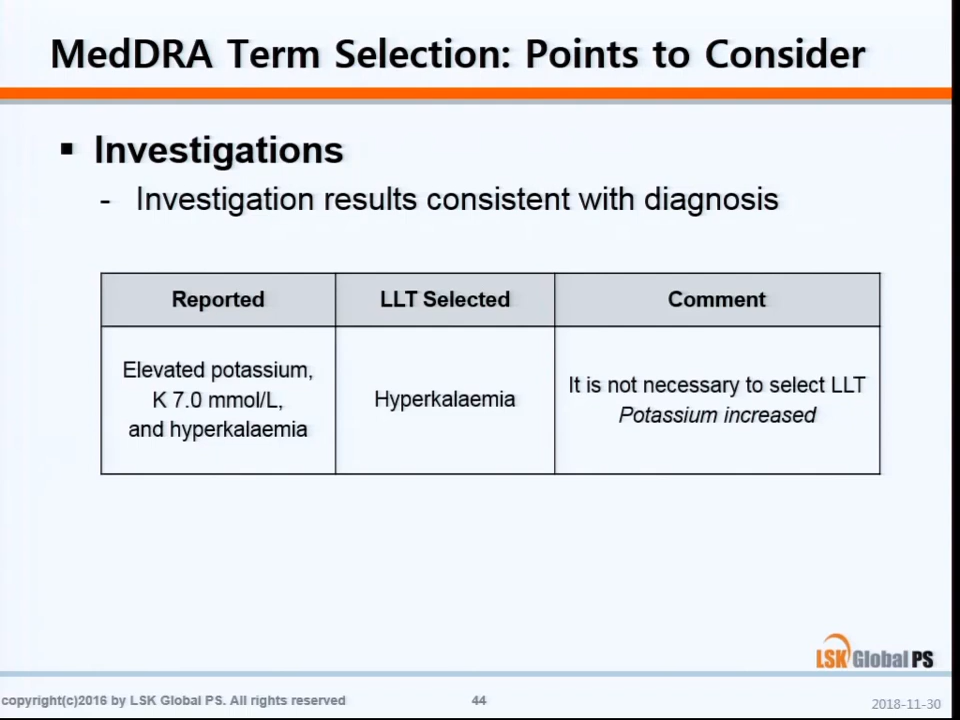 MedDRA Term Selection: Points to Consider
▪ Investigations
- Investigation results consistent with diagnosis
Reported
LLT Selected
Comment
Elevated potassium,
K 7.0 mmol/L,
and hyperkalaemia
Hyperkalaemia
It is not necessary to select LLT
Potassium increased
LSK Global PS
copyright(c)2016 by LSK Global PS. All rights reserved
44
2018-11-30